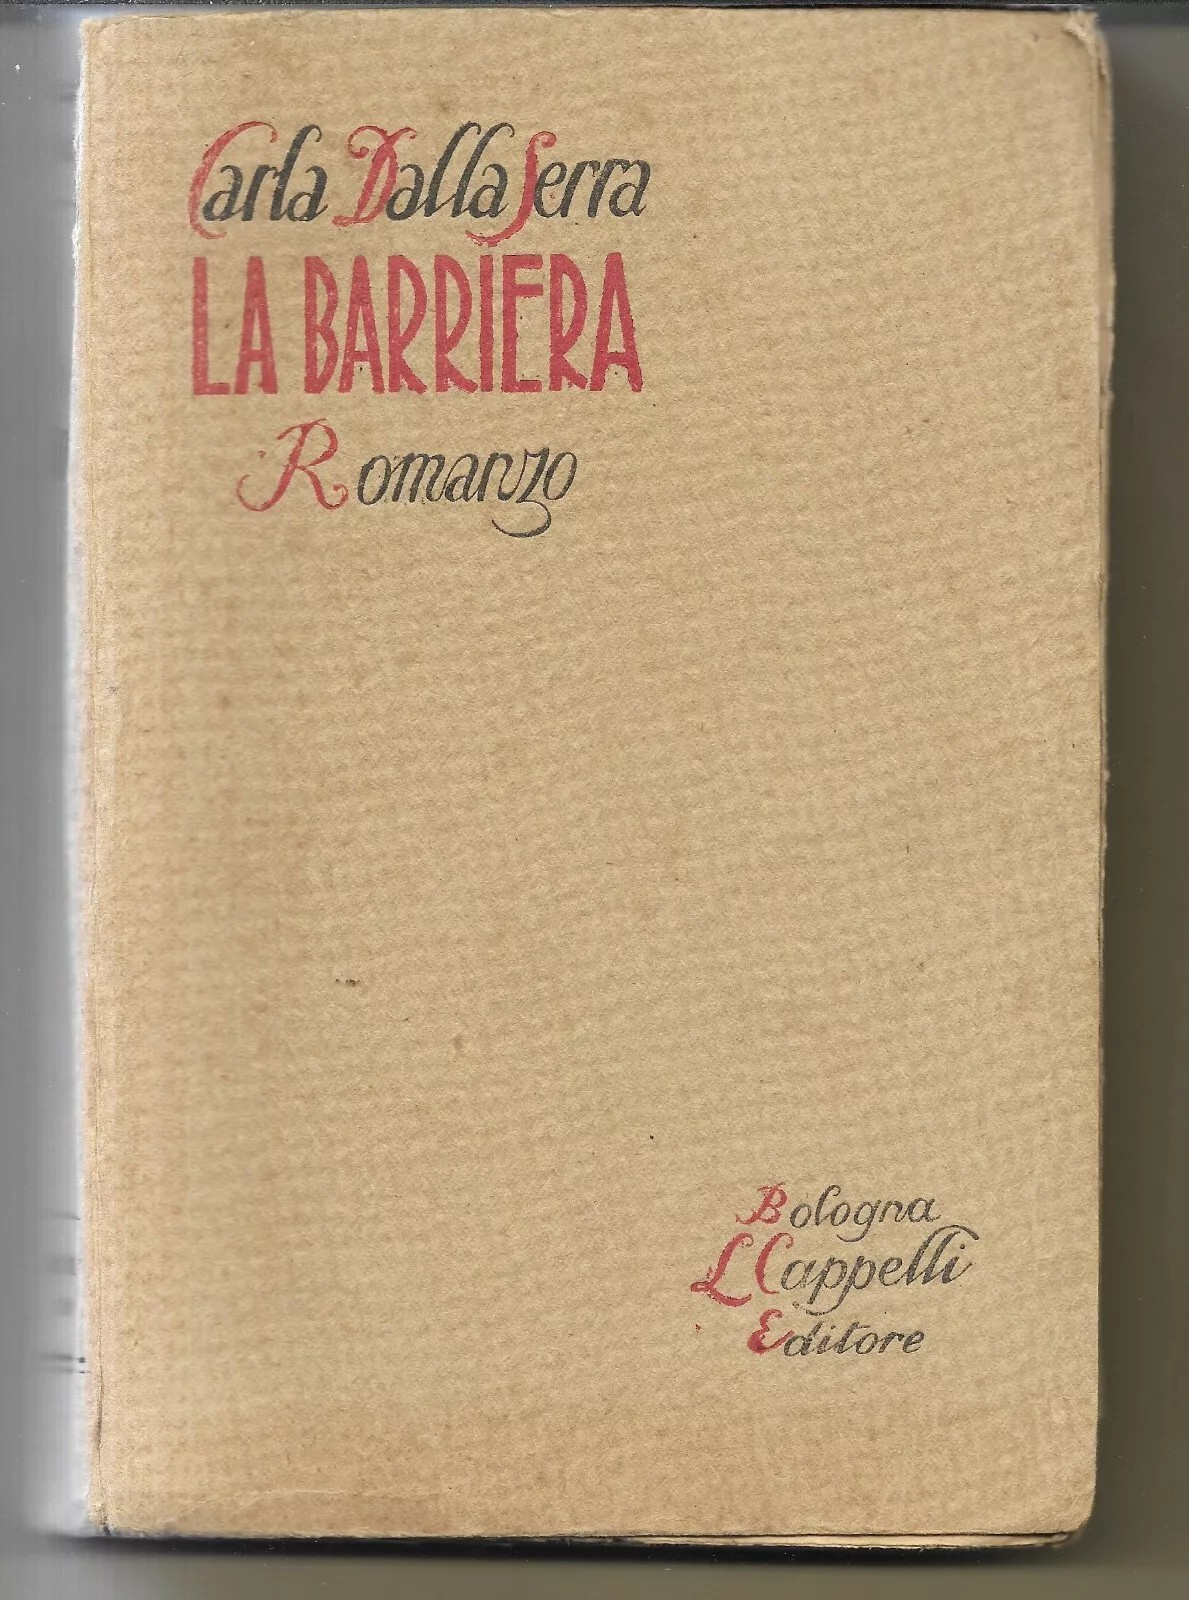 Carla Dalla Serra
LA BARRIERA
Romanzo
Bologna
L Cappelli
Editore